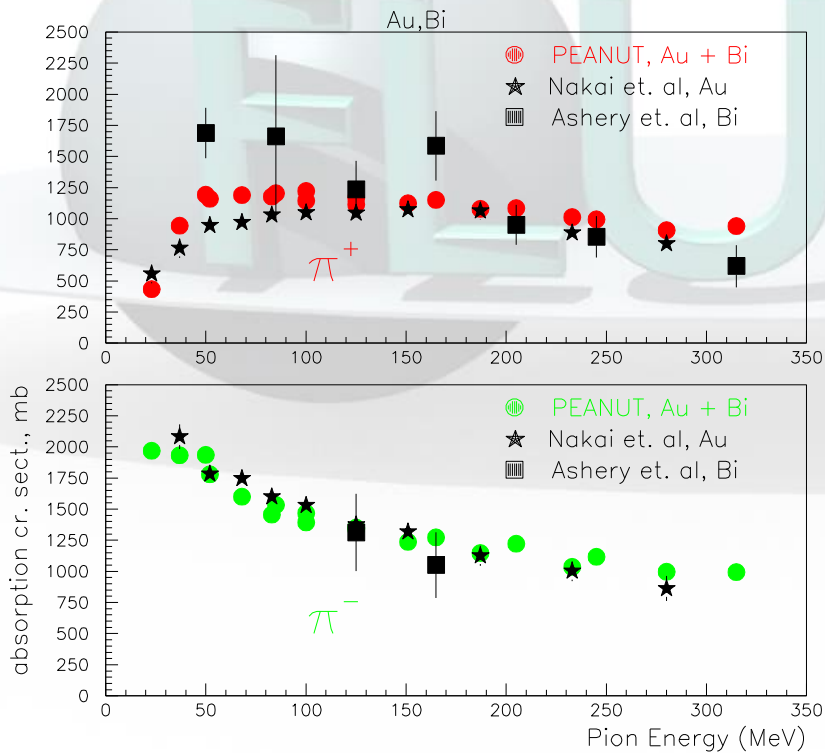 Au,Bi
2500
2250
2000
1750
1500
1250
1000
750
500
250
0
PEANUT, Au + Bi
Nakai et. al, Au
Ashery et. al, Bi
π+
0 50 100 150 200 250 300 350
2500
2250
2000
1750
1500
1250
1000
750
500
250
0
PEANUT, Au + Bi
Nakai et. al, Au
Ashery et. al, Bi
π−
absorption cr. sect., mb
0 50 100 150 200 250 300 350
Pion Energy (MeV)
FLU